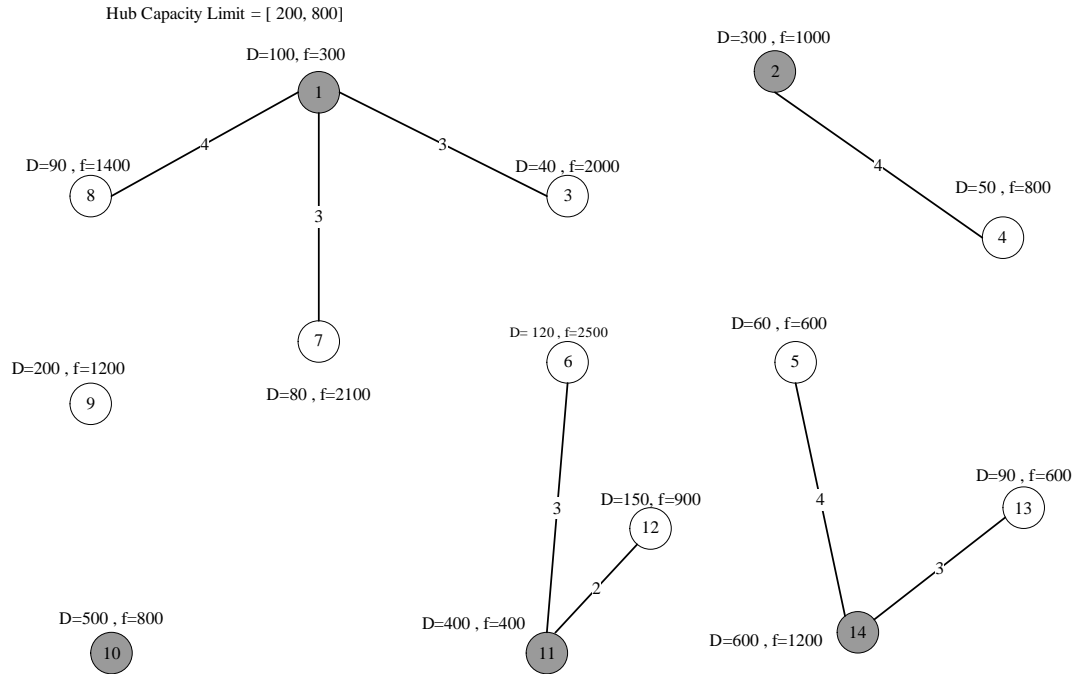 Hub Capacity Limit = [ 200, 800]
D=100, f=300
1
D=300 , f=1000
2
4
3
4
D=90 , f=1400
8
D=40 , f=2000
3
D=50 , f=800
4
3
7
D=80 , f=2100
D=200 , f=1200
9
D= 120 , f=2500
6
D=60 , f=600
5
3
4
D=150, f=900
12
D=90 , f=600
13
2
3
D=500 , f=800
10
D=400 , f=400
11
D=600 , f=1200
14